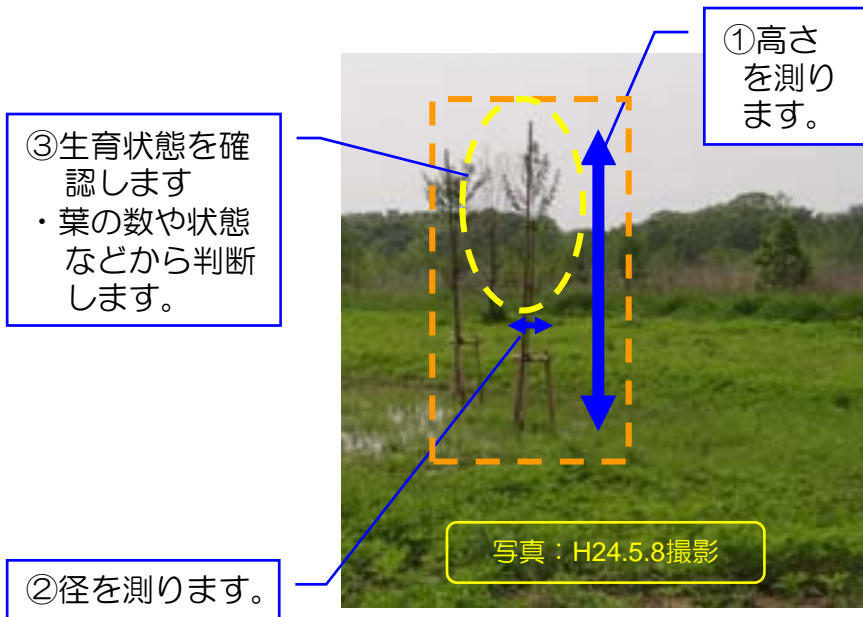 ①高さ
を測り
ます。
③生育状態を確
認します
・葉の数や状態
などから判断
します。
②径を測ります。
写真：H24.5.8撮影